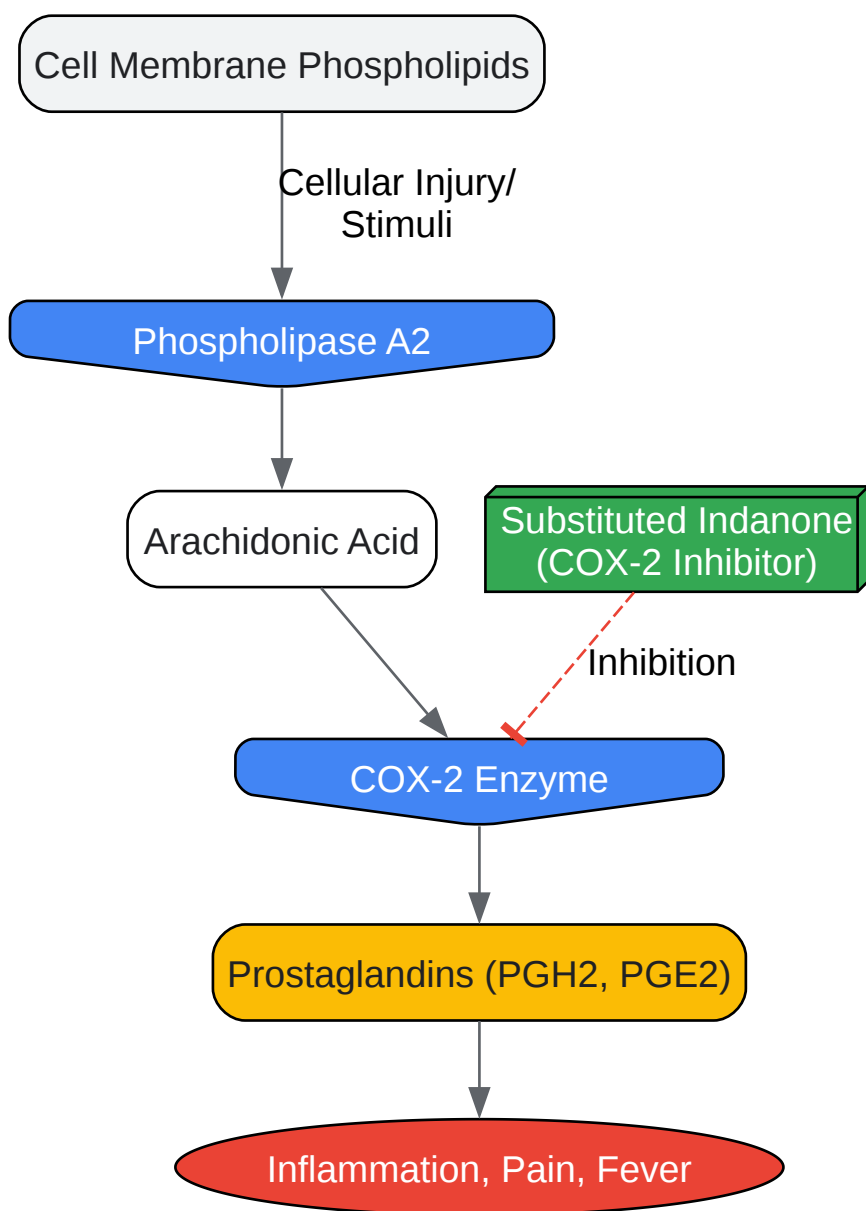 Cell Membrane Phospholipids
Cellular Injury/
Stimuli
Phospholipase A2
Arachidonic Acid
Substituted Indanone
(COX-2 Inhibitor)
Inhibition
COX-2 Enzyme
Prostaglandins (PGH2, PGE2)
Inflammation, Pain, Fever